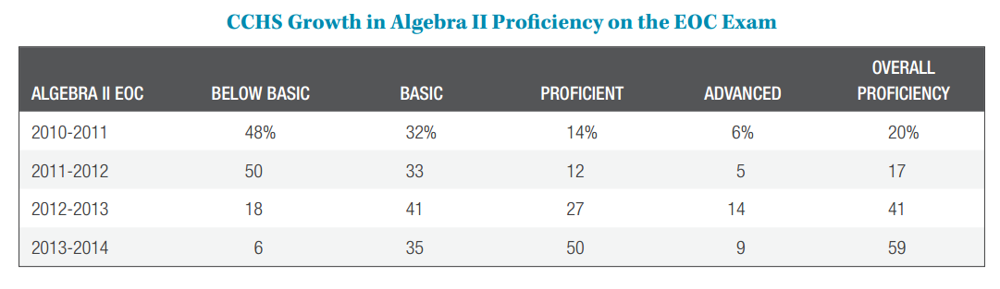 CCHS Growth in Algebra II Proficiency on the EOC Exam
ALGEBRA II EOC BELOW BASIC BASIC PROFICIENT ADVANCED OVERALL PROFICIENCY
2010-2011 48% 32% 14% 6% 20%
2011-2012 50 33 12 5 17
2012-2013 18 41 27 14 41
2013-2014 6 35 50 9 59